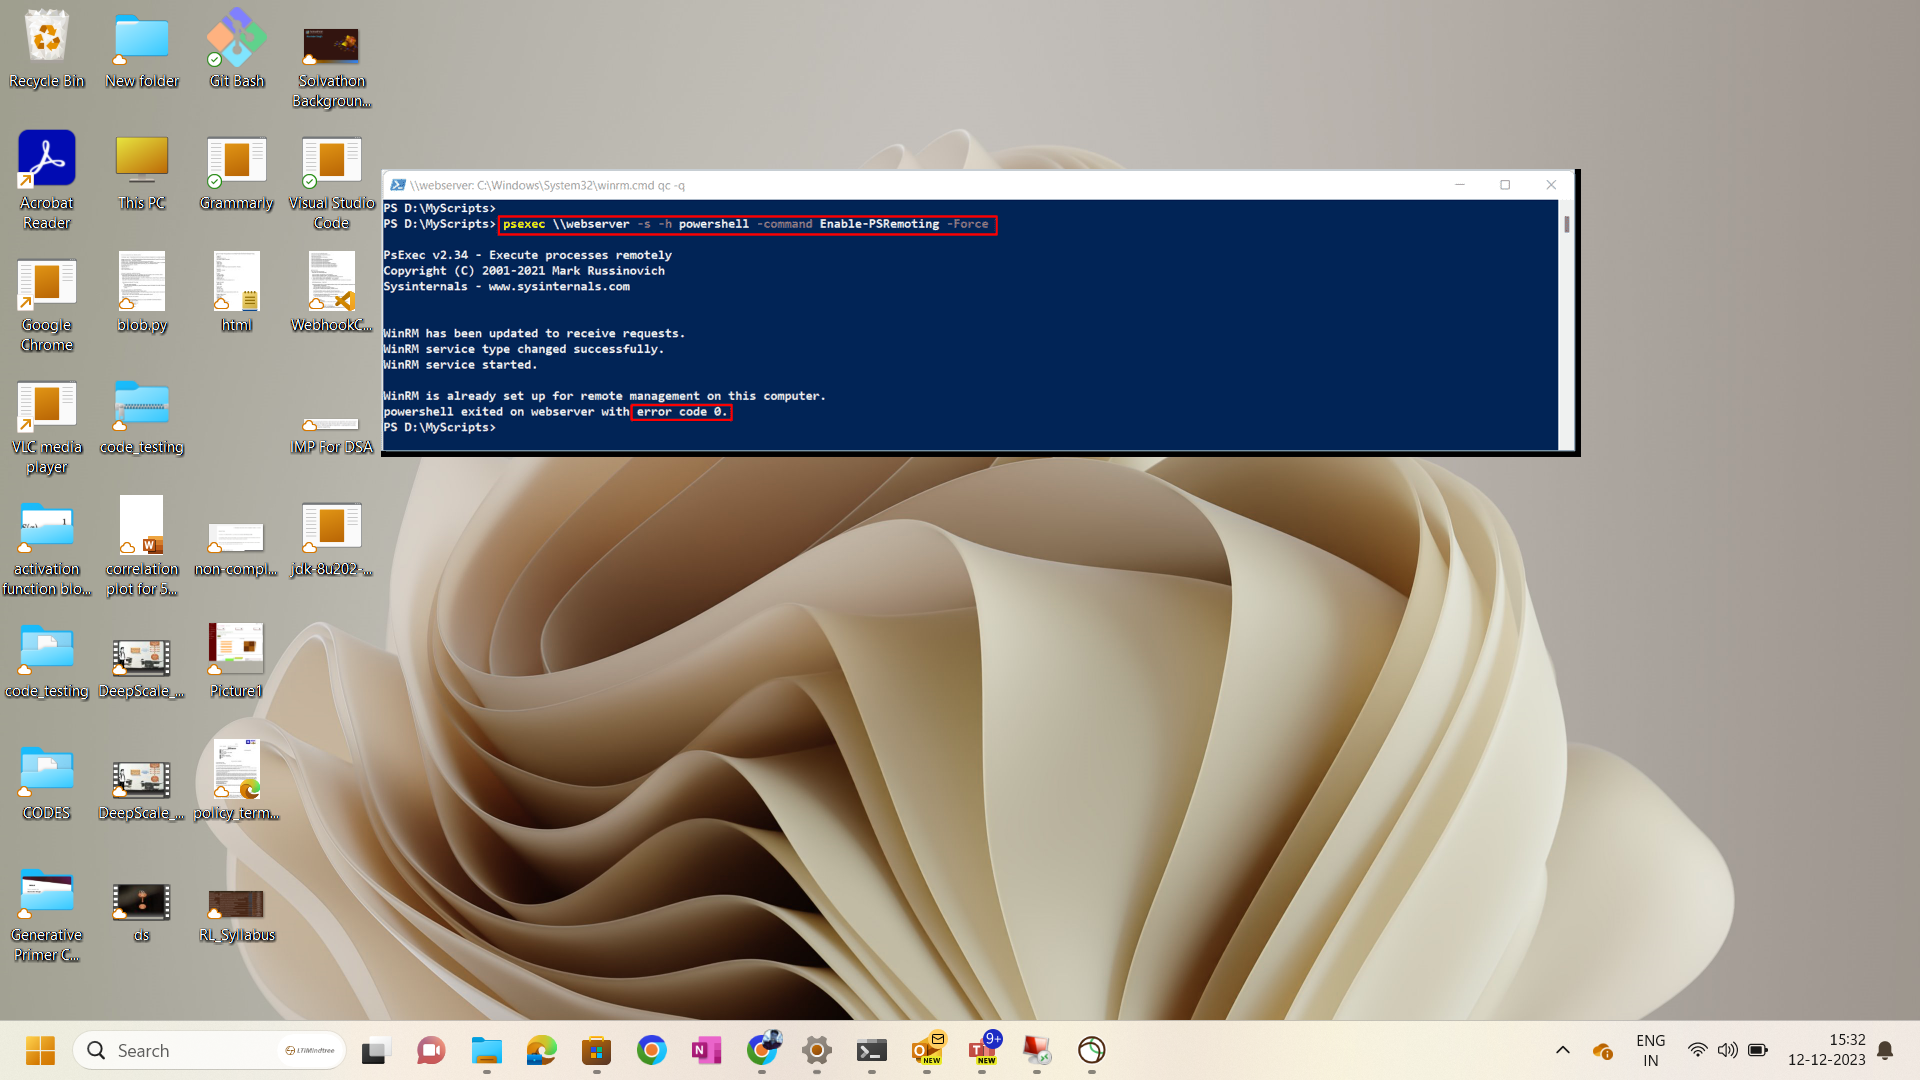 Recycle Bin
New folder
Git Bash
Solvathon
Backgroun...
Acrobat
Reader
This PC
Grammarly
Visual Studio
Code
Google
Chrome
blob.py
html
WebhookC...
VLC media
player
code_testing
IMP For DSA
activation
function blo...
correlation
plot for 5...
non-compl...
jdk-8u202-...
code_testing
DeepScale_...
Picture1
CODES
DeepScale_...
policy_term...
Generative
Primer C...
ds
RL_Syllabus
\\webserver: C:\Windows\System32\winrm.cmd qc -q
PS D:\MyScripts>
PS D:\MyScripts> psexec \\webserver -s -h powershell -command Enable-PSRemoting -Force
PsExec v2.34 - Execute processes remotely
Copyright (C) 2001-2021 Mark Russinovich
Sysinternals - www.sysinternals.com
WinRM has been updated to receive requests.
WinRM service type changed successfully.
WinRM service started.
WinRM is already set up for remote management on this computer.
powershell exited on webserver with error code 0.
PS D:\MyScripts>
Search
LTIMindtree
NEW
9+
NEW
ENG
IN
15:32
12-12-2023